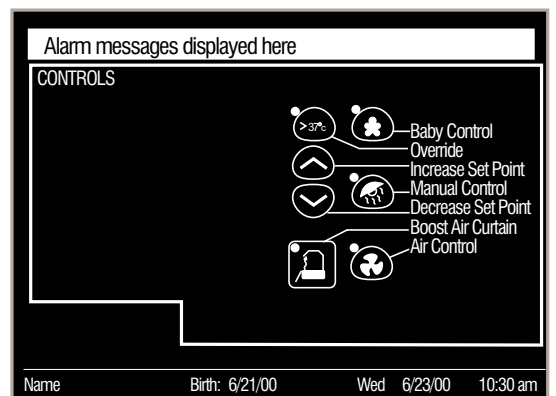 Alarm messages displayed here
CONTROLS
>37°c
Baby Control
Override
Increase Set Point
Manual Control
Decrease Set Point
Boost Air Curtain
Air Control
Name Birth: 6/21/00 Wed 6/23/00 10:30 am